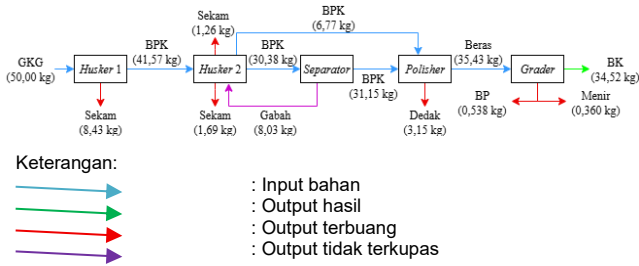 Sekam
(1,26 kg)
BPK
(6,77 kg)
GKG
(50,00 kg)
Husker 1
BPK
(41,57 kg)
Husker 2
BPK
(30,38 kg)
Separator
BPK
(31,15 kg)
Polisher
Beras
(35,43 kg)
Grader
BK
(34,52 kg)
Sekam
(8,43 kg)
Sekam
(1,69 kg)
Gabah
(8,03 kg)
Dedak
(3,15 kg)
BP
(0,538 kg)
Menir
(0,360 kg)
Keterangan:
: Input bahan
: Output hasil
: Output terbuang
: Output tidak terkupas